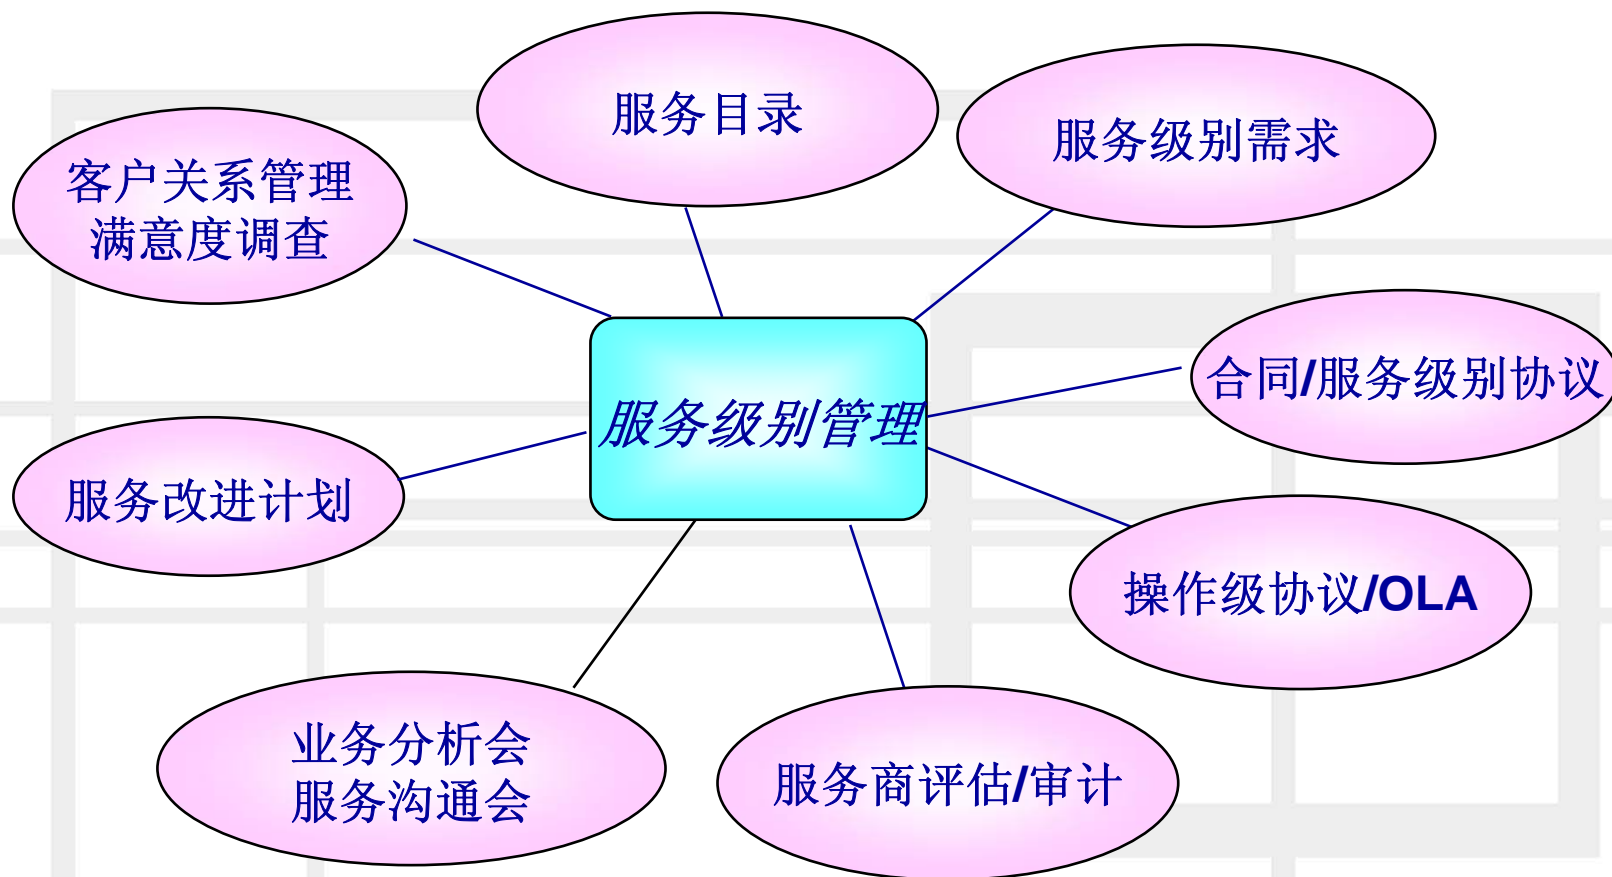 服务目录
服务级别需求
客户关系管理
满意度调查
合同/服务级别协议
服务级别管理
服务改进计划
操作级协议/OLA
业务分析会
服务沟通会
服务商评估/审计